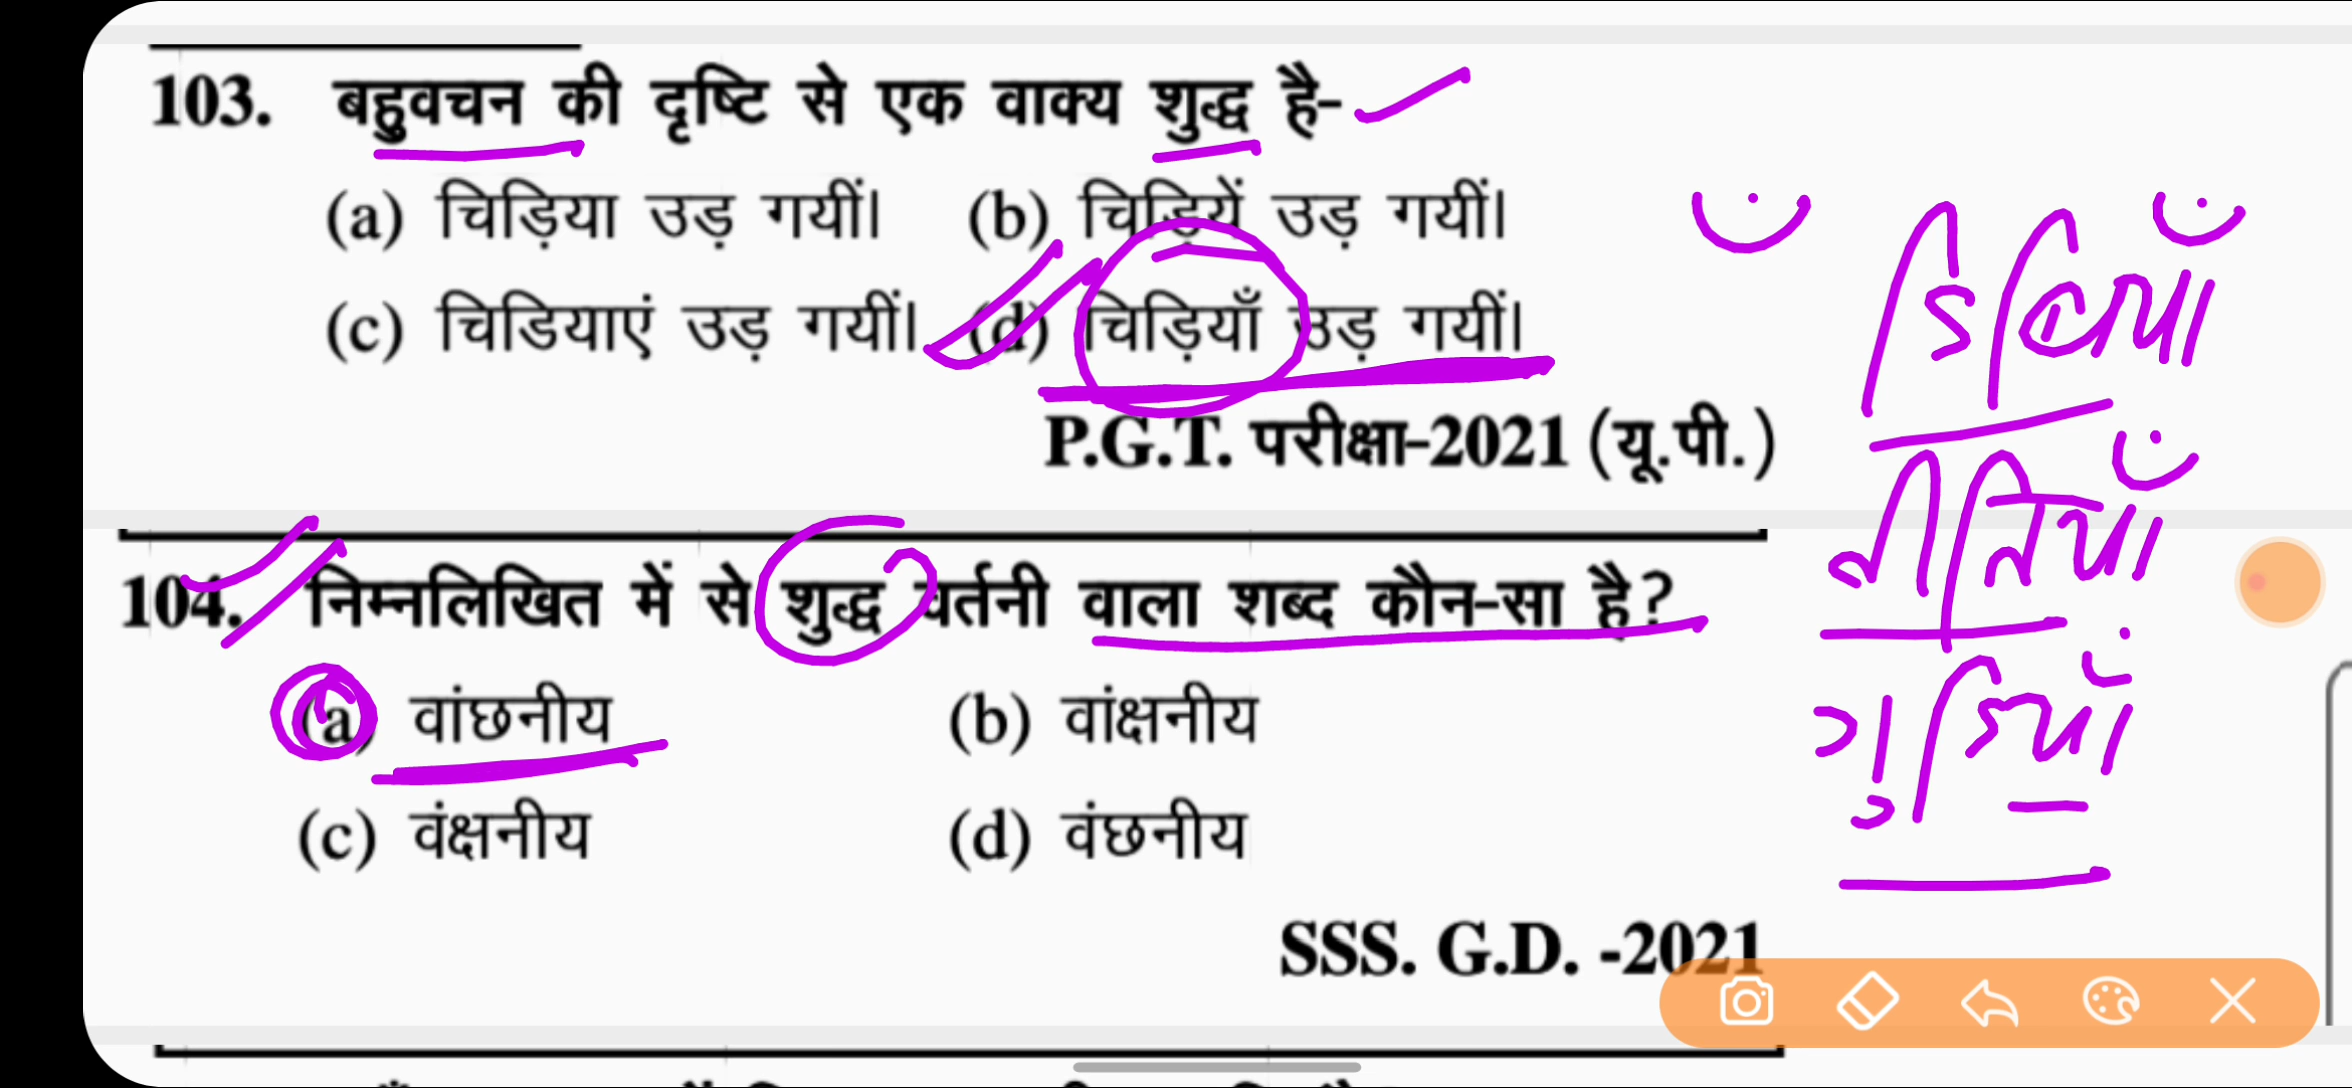 103. बहुवचन की दृष्टि से एक वाक्य शुद्ध है-
(a) चिड़िया उड़ गयीं। (b) चिड़ियें उड़ गयीं।
(c) चिडियाएं उड़ गयीं। (d) चिड़ियाँ उड़ गयीं।
P.G.T. परीक्षा-2021 (यू.पी.)
104. निम्नलिखित में से शुद्ध वर्तनी वाला शब्द कौन-सा है?
(a) वांछनीय (b) वांक्षनीय
(c) वंक्षनीय (d) वंछनीय
SSS. G.D. -2021
नीतियाँ